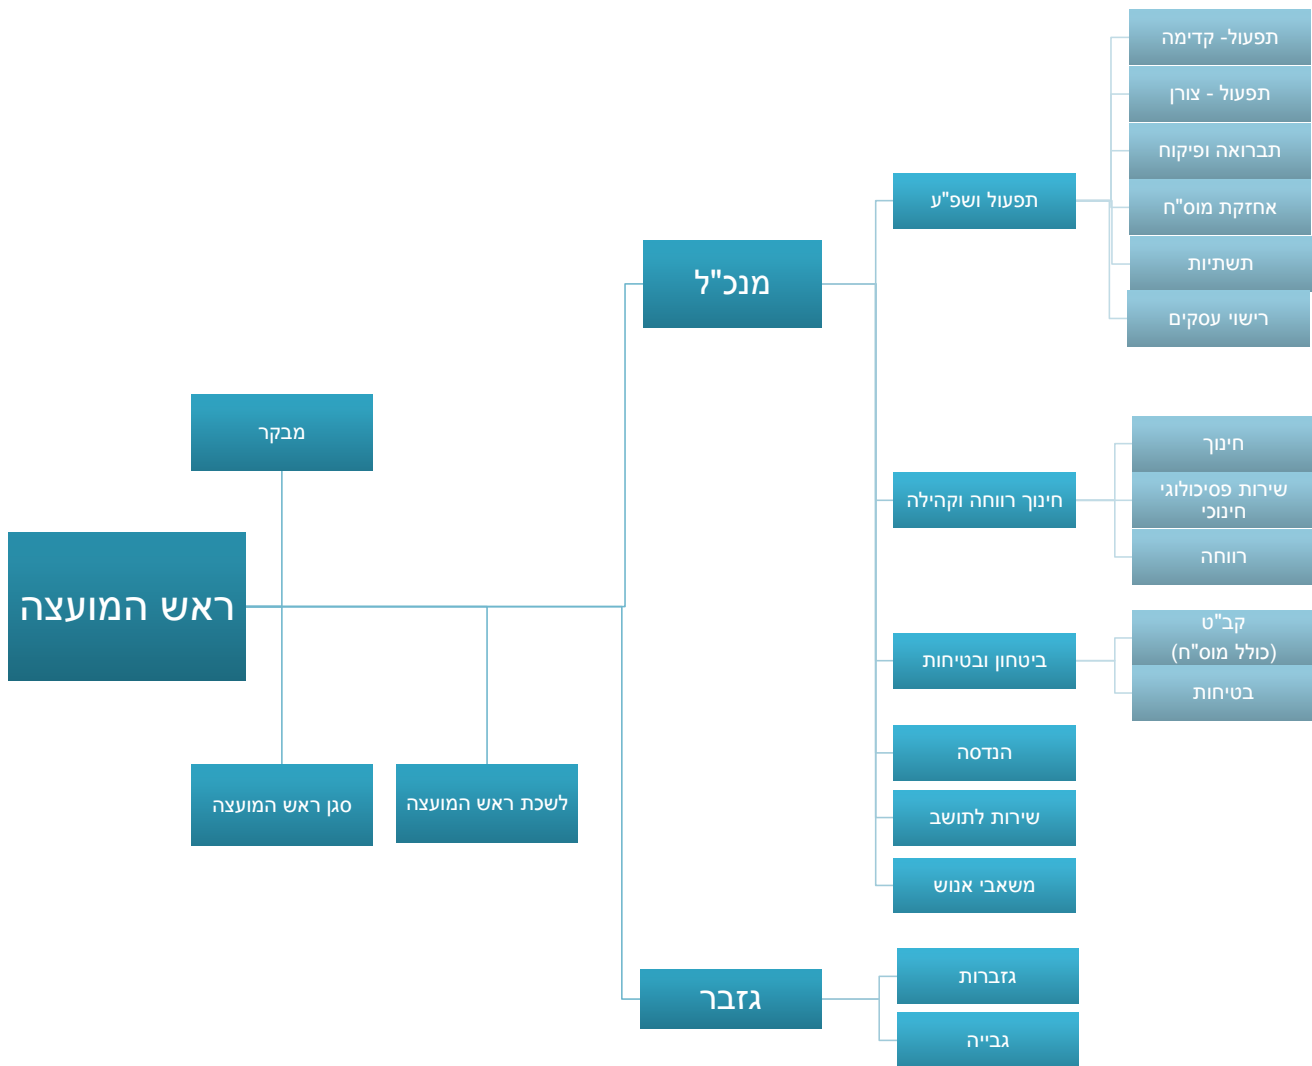 ראש המועצה
מבקר
סגן ראש המועצה
לשכת ראש המועצה
מנכ"ל
תפעול ושפ"ע
תפעול- קדימה
תפעול - צורן
תברואה ופיקוח
אחזקת מוס"ח
תשתיות
רישוי עסקים
חינוך רווחה וקהילה
חינוך
שירות פסיכולוגי
חינוכי
רווחה
ביטחון ובטיחות
קב"ט
(כולל מוס"ח)
בטיחות
הנדסה
שירות לתושב
משאבי אנוש
גזבר
גזברות
גבייה